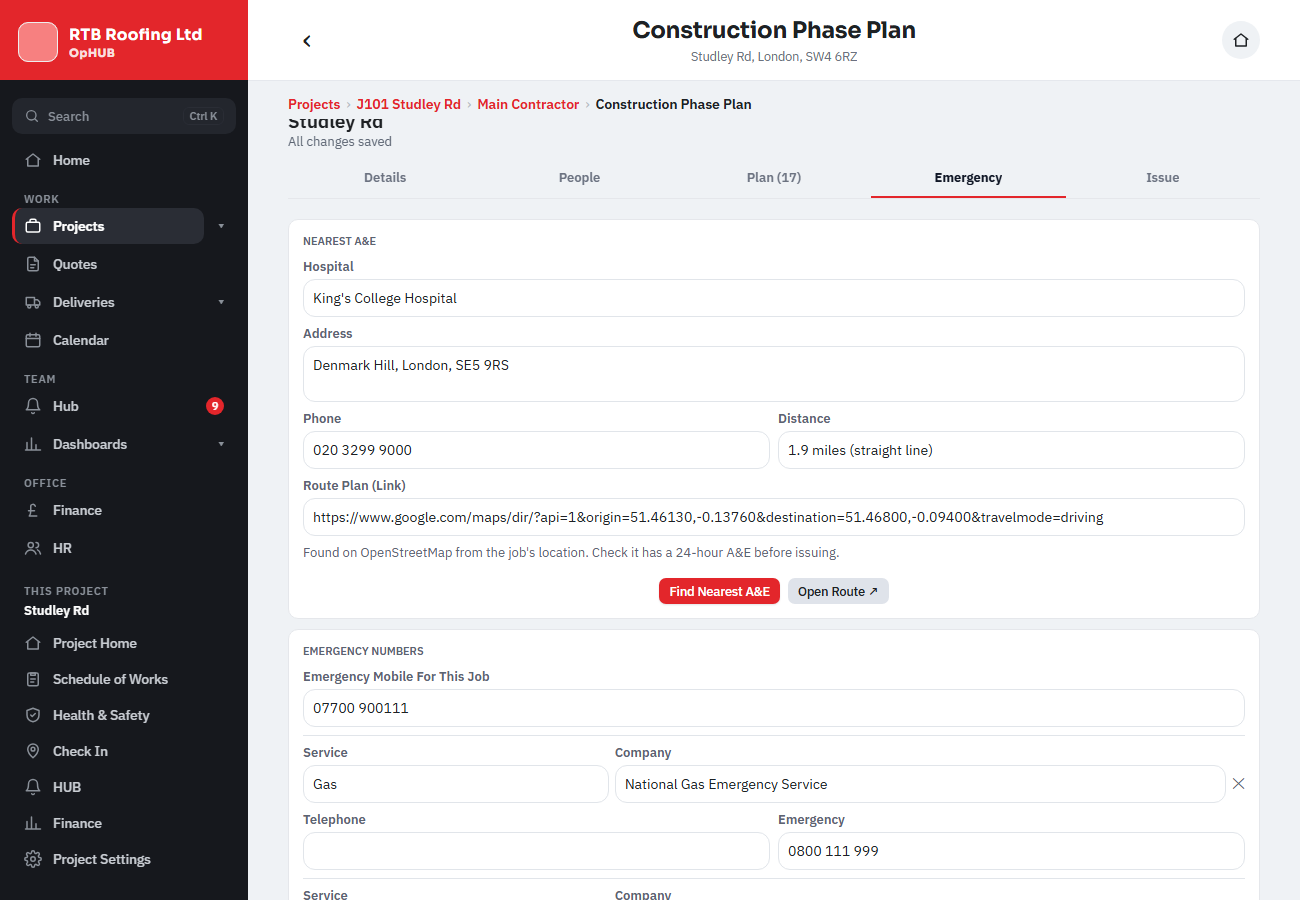 RTB Roofing Ltd
OpHUB
Search
Ctrl K
Home
WORK
Projects
Quotes
Deliveries
Calendar
TEAM
Hub
9
Dashboards
OFFICE
Finance
HR
THIS PROJECT
Studley Rd
Project Home
Schedule of Works
Health & Safety
Check In
HUB
Finance
Project Settings
Construction Phase Plan
Studley Rd, London, SW4 6RZ
Projects › J101 Studley Rd › Main Contractor › Construction Phase Plan
Studley Rd
All changes saved
Details People Plan (17) Emergency Issue
NEAREST A&E
Hospital
King's College Hospital
Address
Denmark Hill, London, SE5 9RS
Phone Distance
020 3299 9000 1.9 miles (straight line)
Route Plan (Link)
https://www.google.com/maps/dir/?api=1&origin=51.46130,-0.13760&destination=51.46800,-0.09400&travelmode=driving
Found on OpenStreetMap from the job's location. Check it has a 24-hour A&E before issuing.
Find Nearest A&E Open Route ↗
EMERGENCY NUMBERS
Emergency Mobile For This Job
07700 900111
Service Company
Gas National Gas Emergency Service
Telephone Emergency
0800 111 999
Service Company